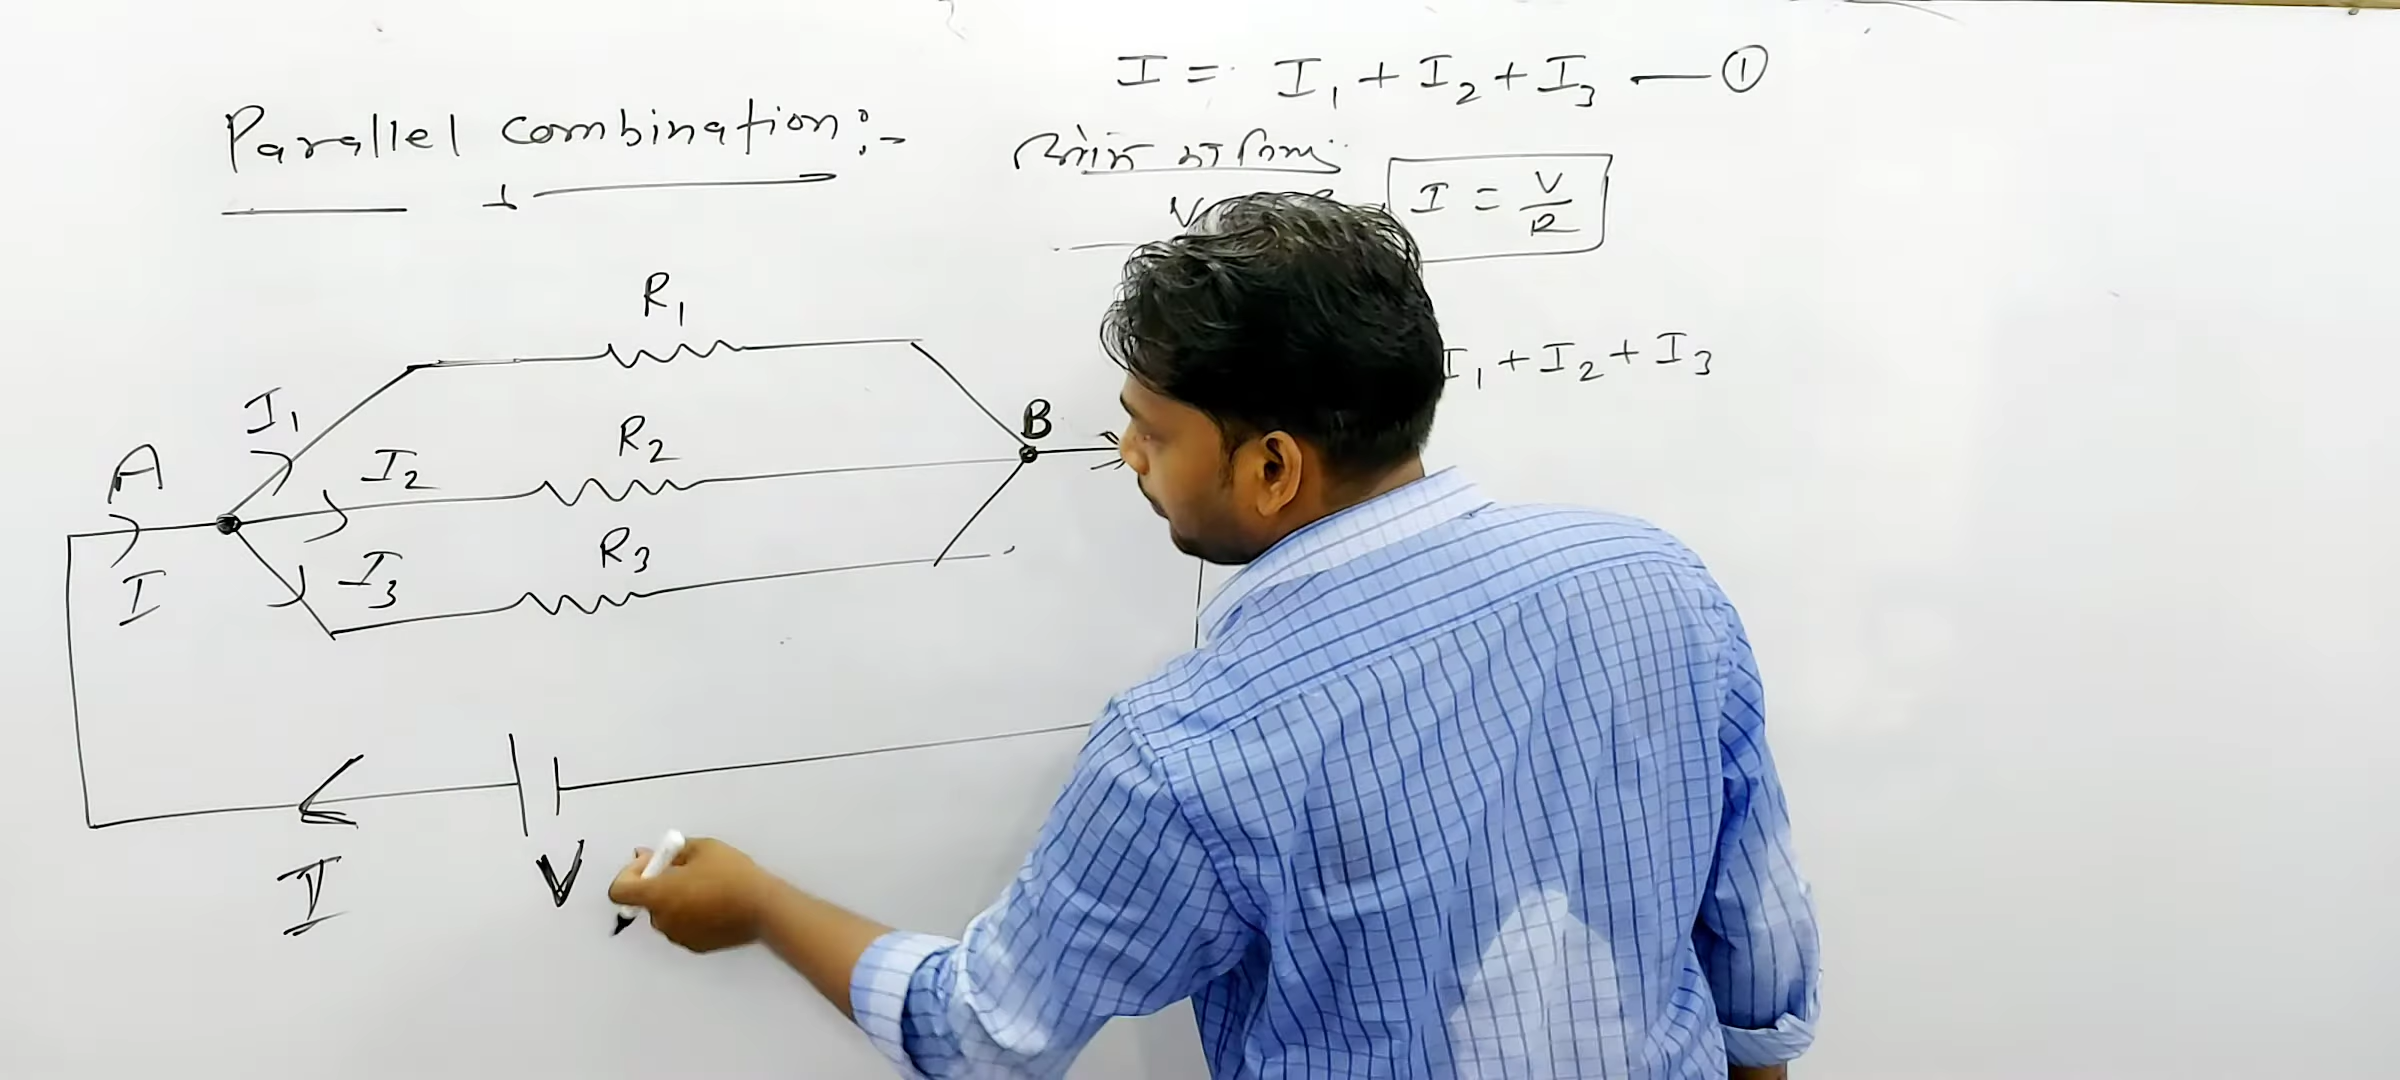 Parallel combination:-
I = I₁ + I₂ + I₃ — ①
V
I = V/R
I₁ + I₂ + I₃
R₁
I₁
R₂
B
A
I₂
R₃
I
I₃
I
V